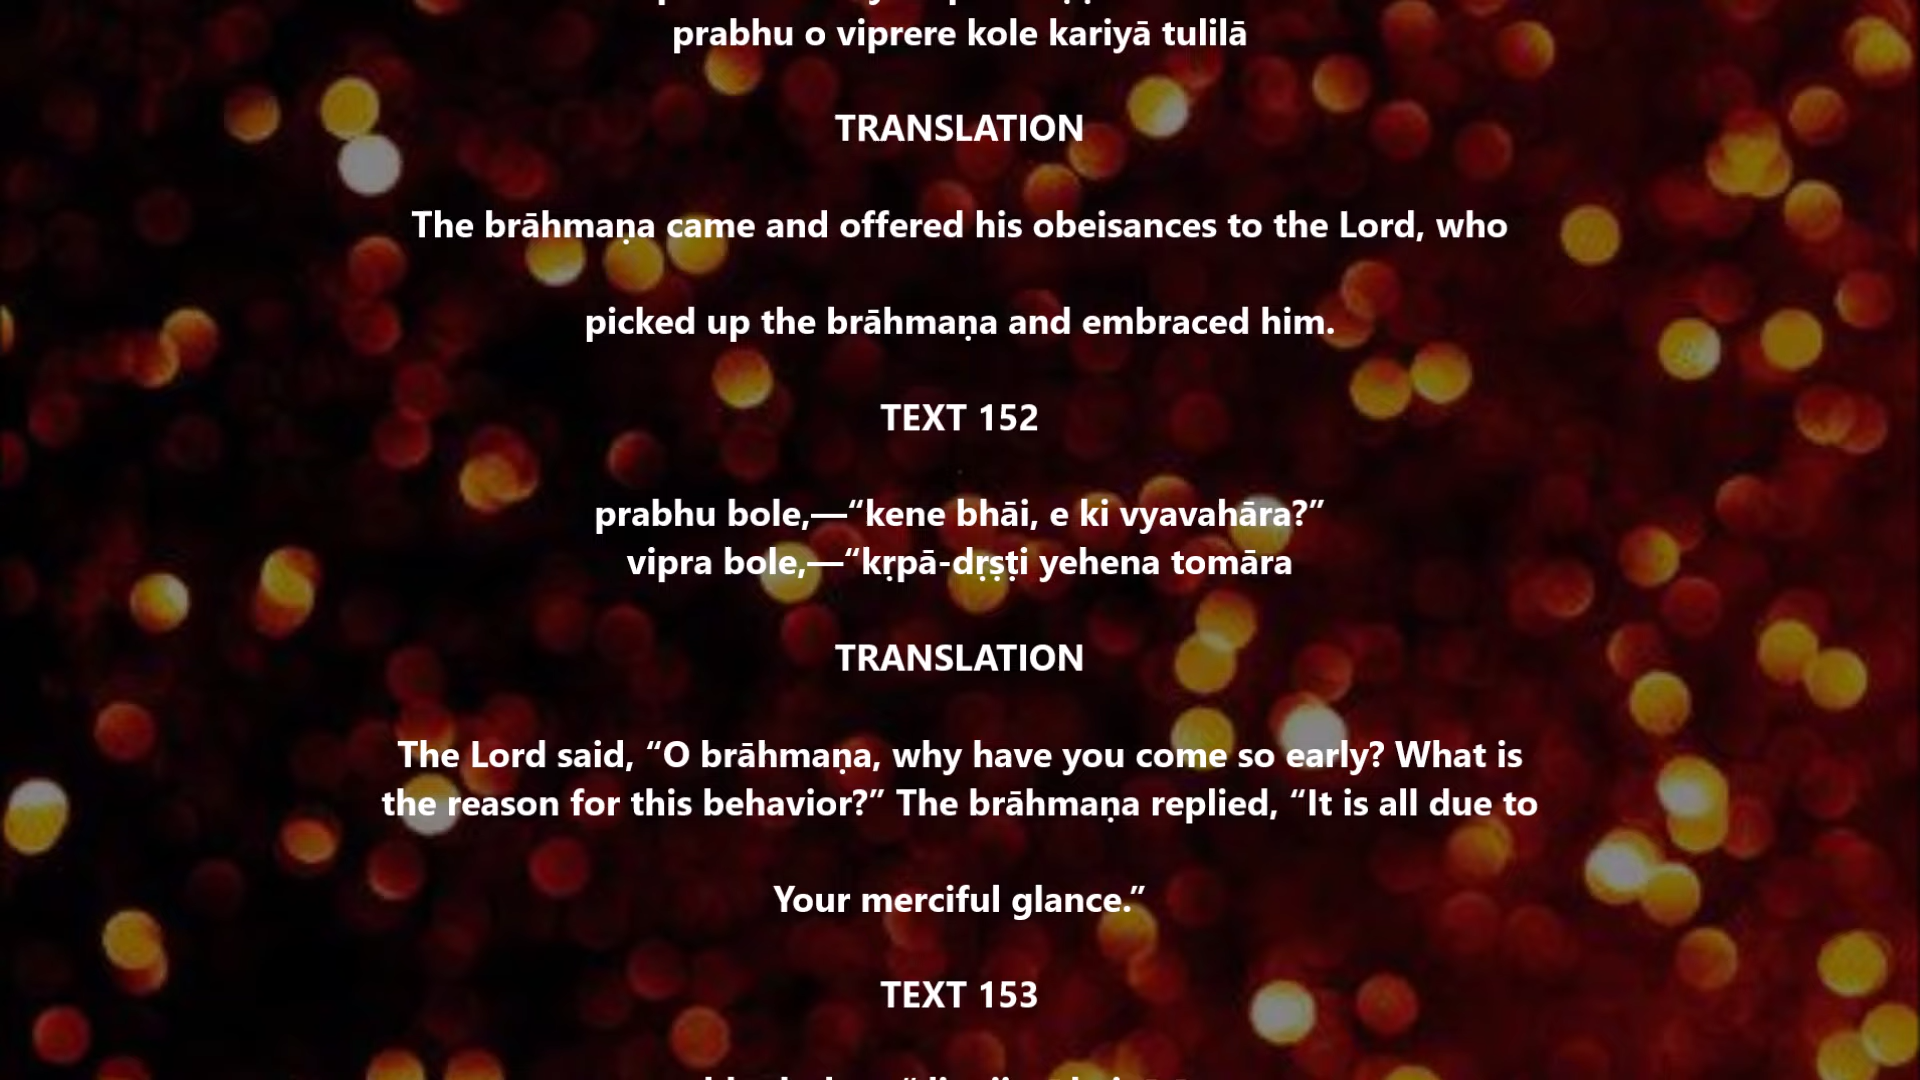 prabhu o viprere kole kariyā tulilā
TRANSLATION
The brāhmaṇa came and offered his obeisances to the Lord, who
picked up the brāhmaṇa and embraced him.
TEXT 152
prabhu bole,—“kene bhāi, e ki vyavahāra?”
vipra bole,—“kṛpā-dṛṣṭi yehena tomāra
TRANSLATION
The Lord said, “O brāhmaṇa, why have you come so early? What is
the reason for this behavior?” The brāhmaṇa replied, “It is all due to
Your merciful glance.”
TEXT 153